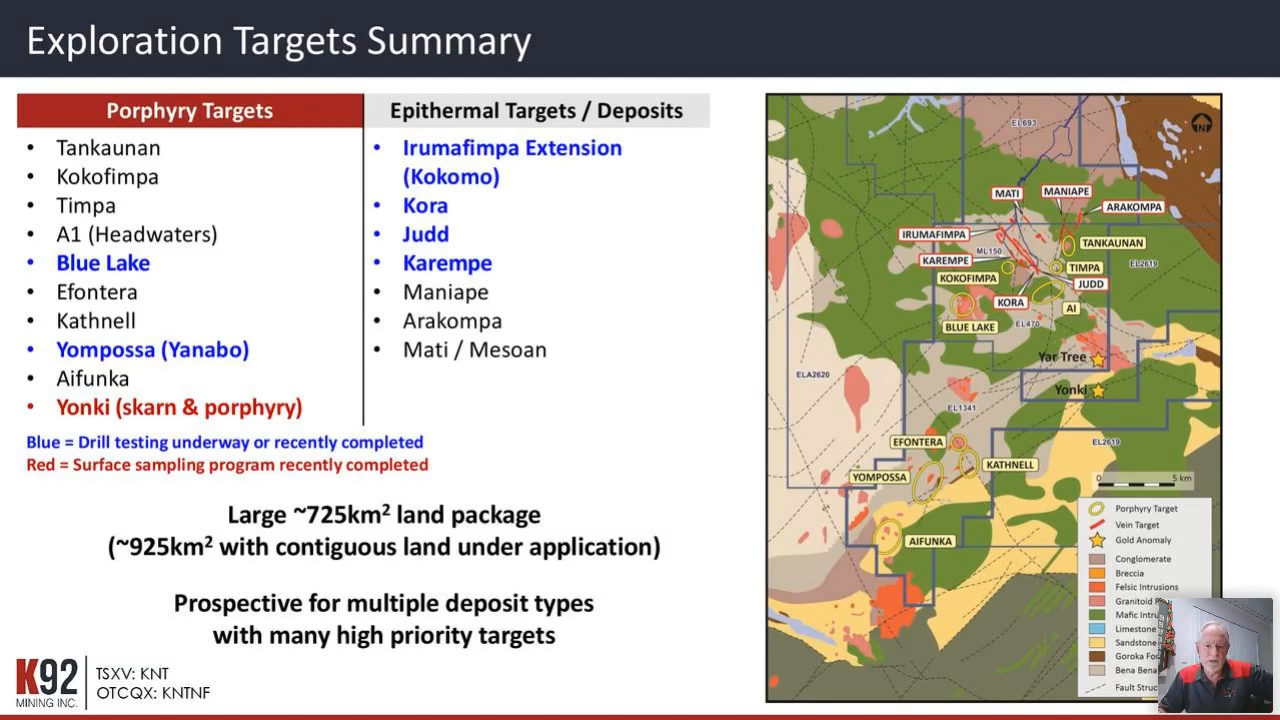 Exploration Targets Summary
Porphyry Targets
• Tankaunan
• Kokofimpa
• Timpa
• A1 (Headwaters)
• Blue Lake
• Efontera
• Kathnell
• Yompossa (Yanabo)
• Aifunka
• Yonki (skarn & porphyry)
Epithermal Targets / Deposits
• Irumafimpa Extension
(Kokomo)
• Kora
• Judd
• Karempe
• Maniape
• Arakompa
• Mati / Mesoan
Blue = Drill testing underway or recently completed
Red = Surface sampling program recently completed
Large ~725km² land package
(~925km² with contiguous land under application)
Prospective for multiple deposit types
with many high priority targets
K92
MINING INC.
TSXV: KNT
OTCQX: KNTNF
EL693
N
MATI
MANIAPE
ARAKOMPA
IRUMAFIMPA
TANKAUNAN
ML150
KAREMPE
TIMPA
EL2619
KOKOFIMPA
JUDD
KORA
AI
BLUE LAKE
EL470
Yar Tree
ELA2620
Yonki
EL1341
EFONTERA
EL2619
KATHNELL
YOMPOSSA
0 5 km
AIFUNKA
Porphyry Target
Vein Target
Gold Anomaly
Conglomerate
Breccia
Felsic Intrusions
Granitoid
Mafic
Limestone
Sandstone
Goroka
Bena Bena
Fault